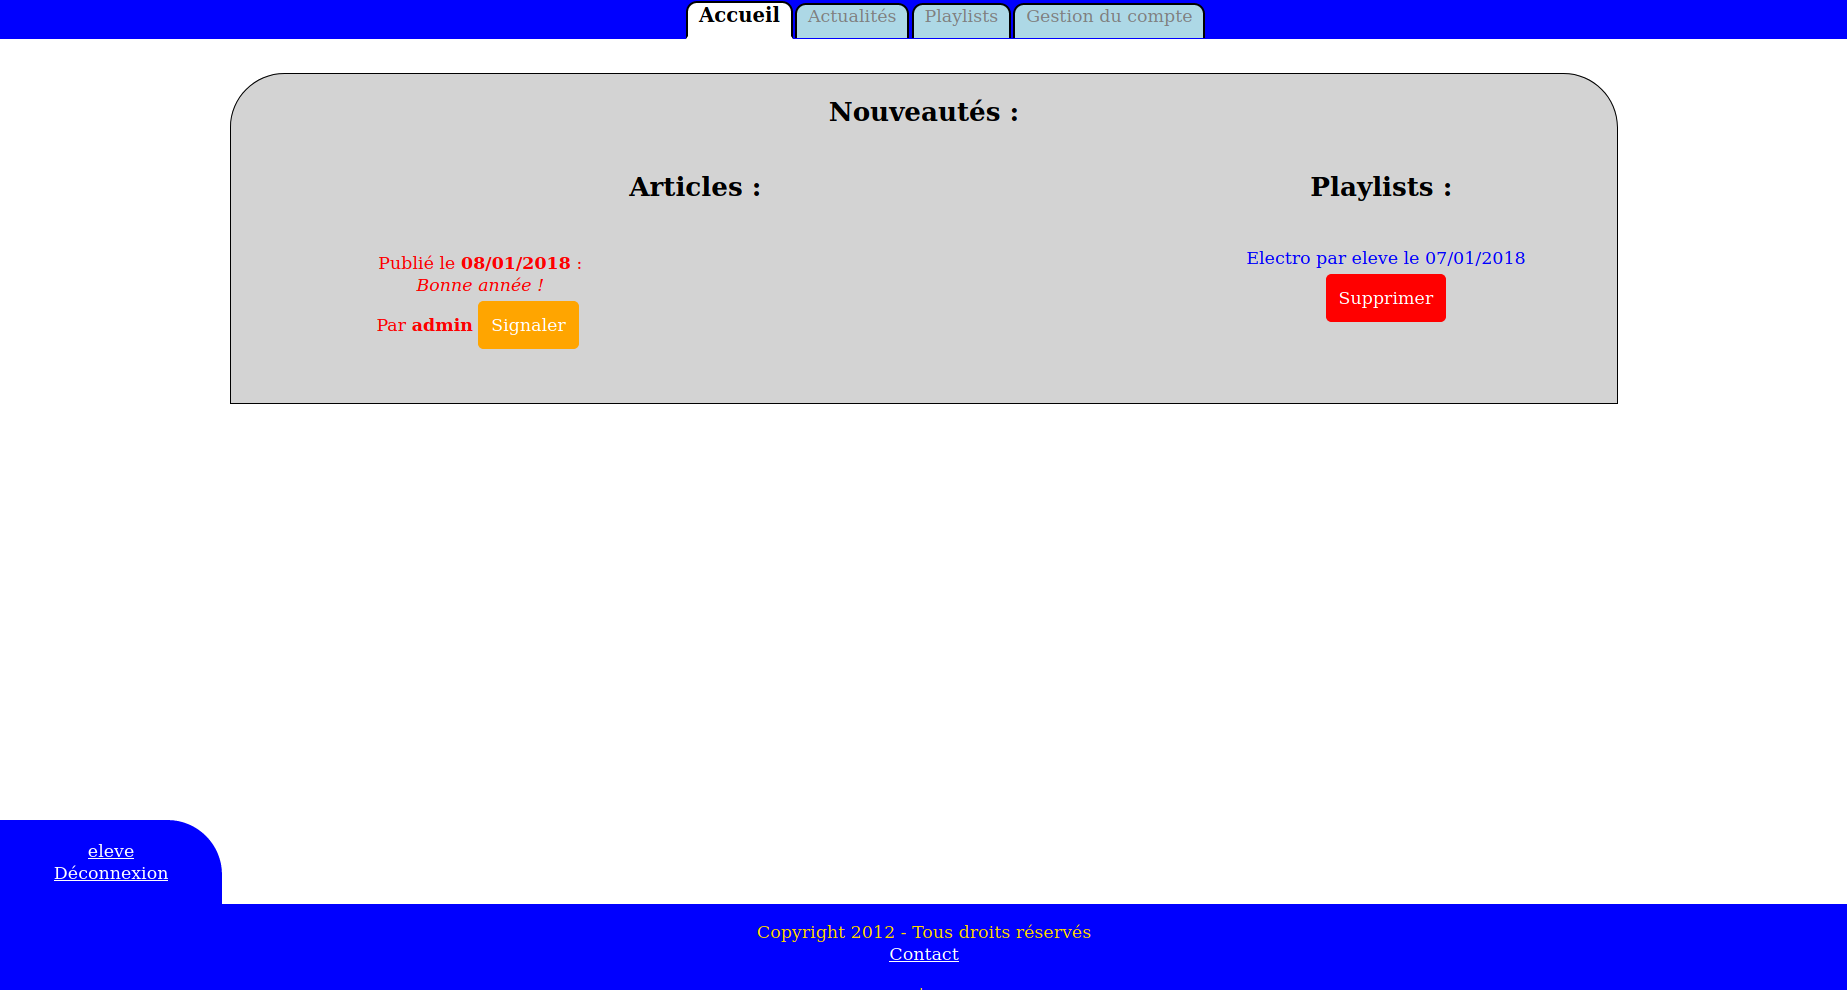 Accueil Actualités Playlists Gestion du compte
Nouveautés :
Articles :
Publié le 08/01/2018 :
Bonne année !
Par admin Signaler
Playlists :
Electro par eleve le 07/01/2018
Supprimer
eleve
Déconnexion
Copyright 2012 - Tous droits réservés
Contact